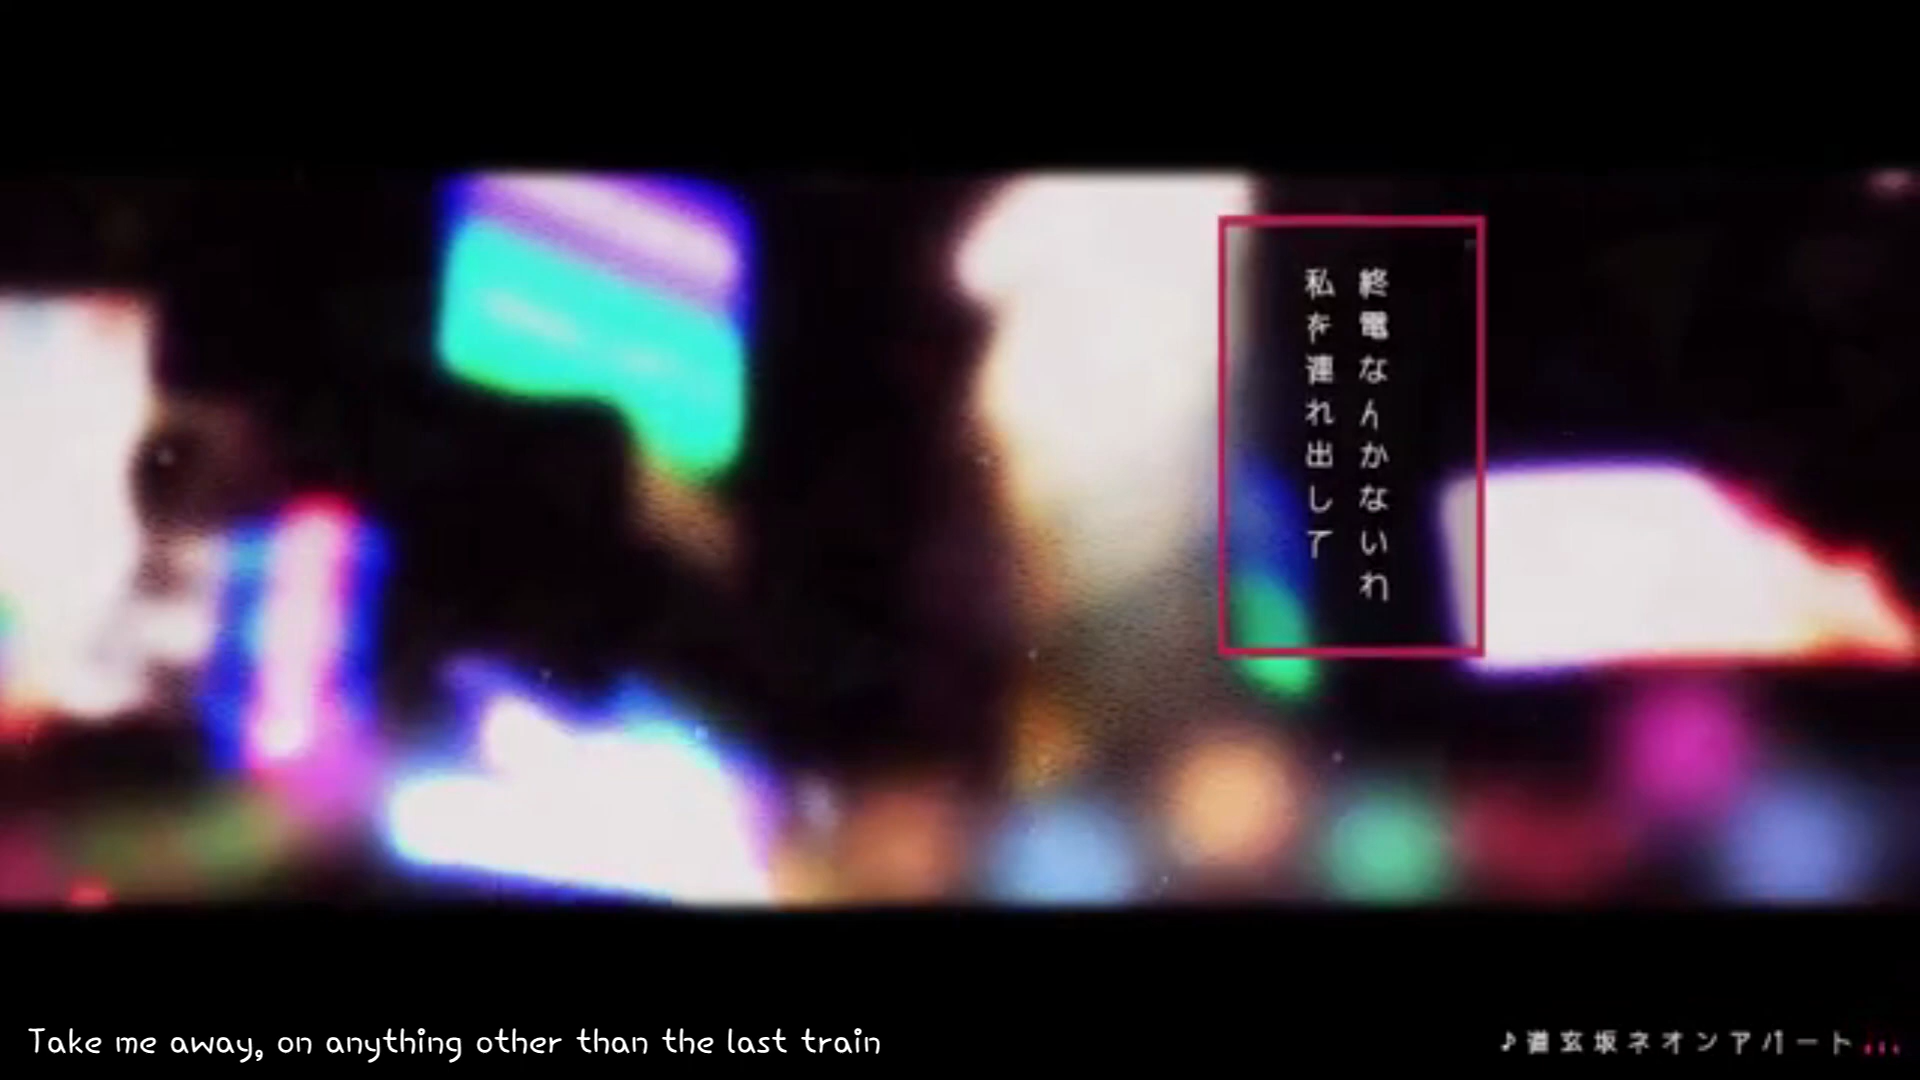 終電なんかないわ
私を連れ出して
Take me away, on anything other than the last train
♪道玄坂ネオンアパート...